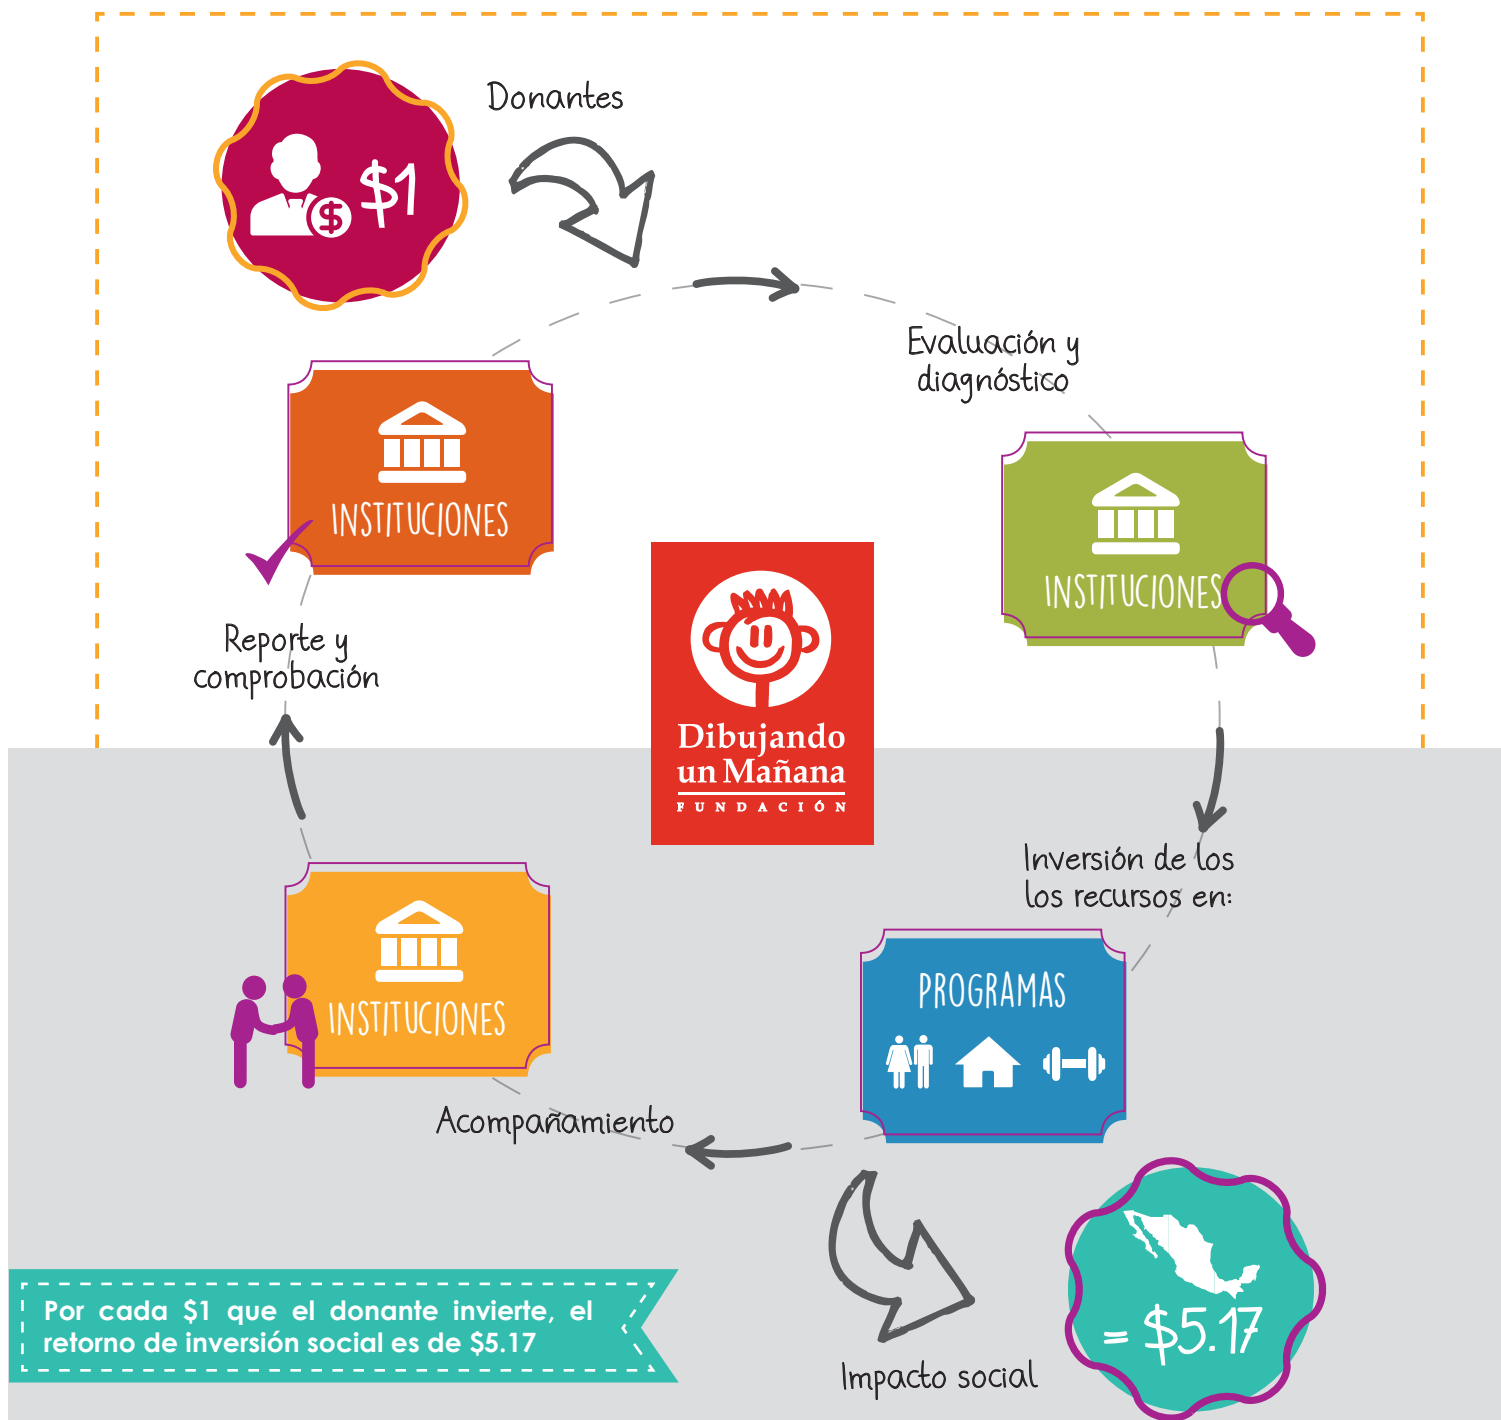 Donantes
$1
Evaluación y
diagnóstico
INSTITUCIONES
INSTITUCIONES
Reporte y
comprobación
Dibujando
un Mañana
FUNDACIÓN
Inversión de los
los recursos en:
PROGRAMAS
INSTITUCIONES
Acompañamiento
Por cada $1 que el donante invierte, el
retorno de inversión social es de $5.17
= $5.17
Impacto social